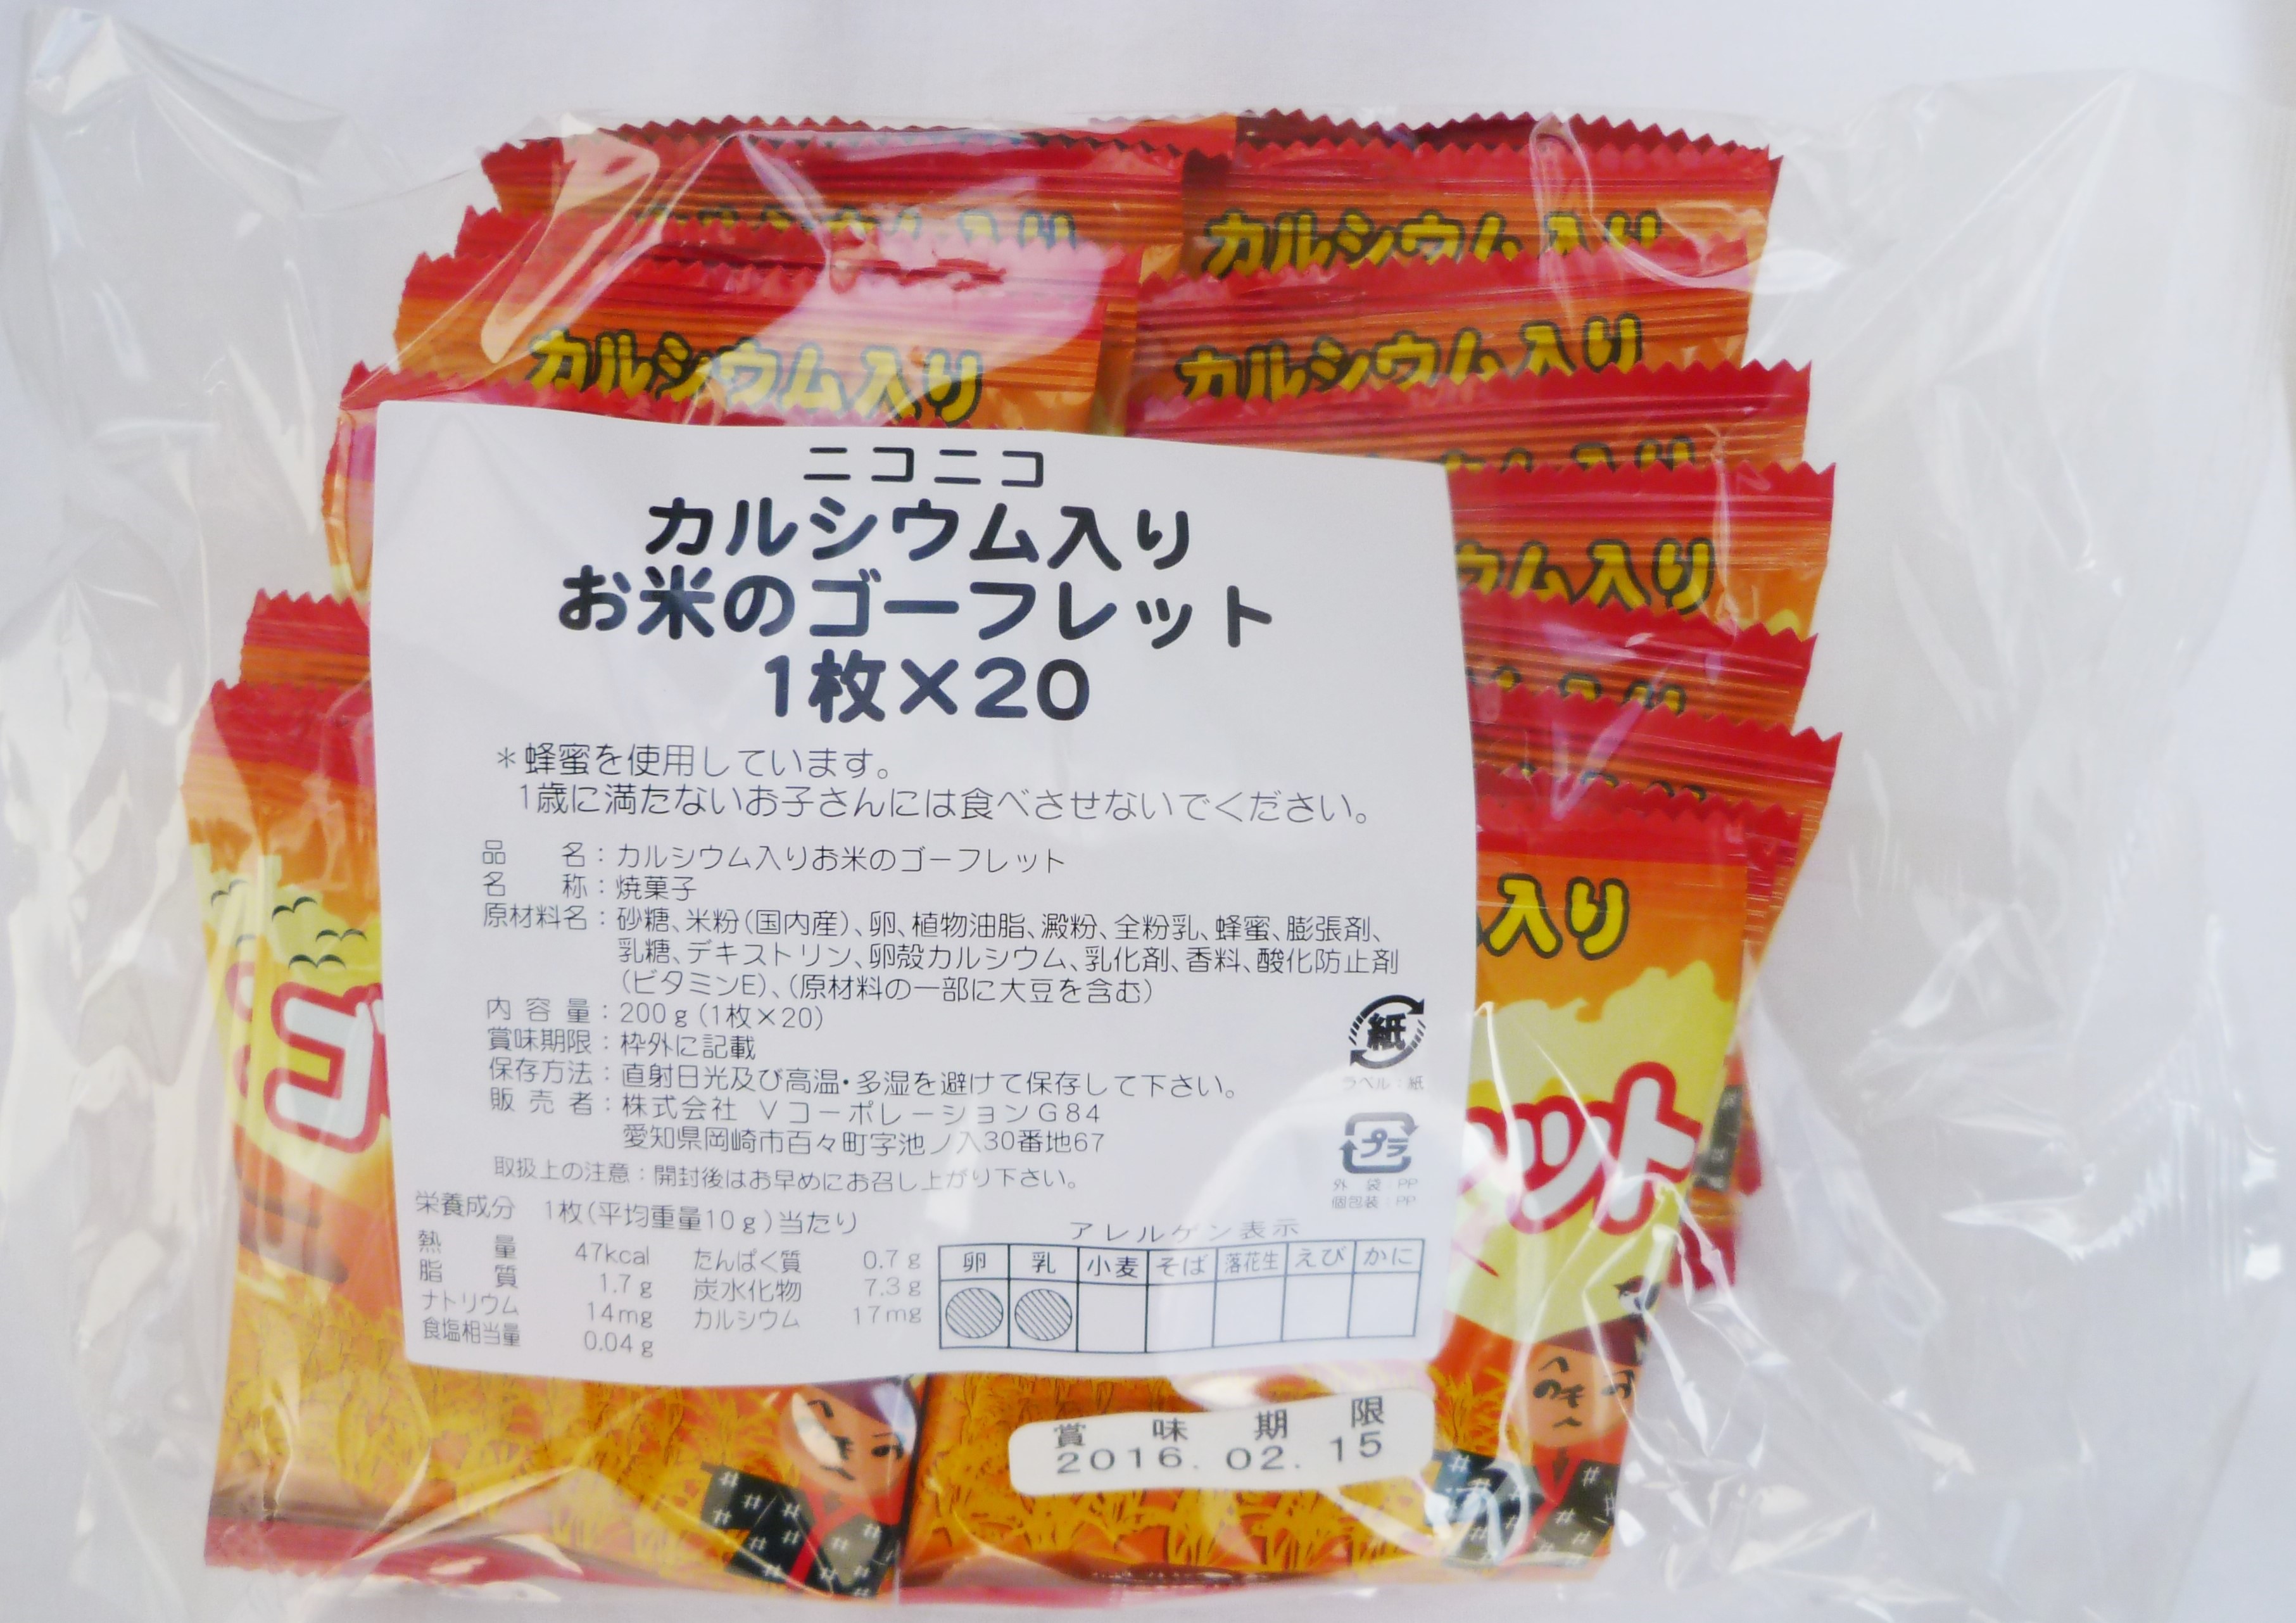 カルシウム入り
カルシウム入り
カルシウム入り
ウム入り
入り
ニコニコ
カルシウム入り
お米のゴーフレット
1枚×20
*蜂蜜を使用しています。
1歳に満たないお子さんには食べさせないでください。
品名：カルシウム入りお米のゴーフレット
名称：焼菓子
原材料名：砂糖、米粉(国内産)、卵、植物油脂、澱粉、全粉乳、蜂蜜、膨張剤、
乳糖、デキストリン、卵殻カルシウム、乳化剤、香料、酸化防止剤
(ビタミンE)、(原材料の一部に大豆を含む)
内容量：200g(1枚×20)
賞味期限：枠外に記載
保存方法：直射日光及び高温・多湿を避けて保存して下さい。
販売者：株式会社 VコーポレーションG84
愛知県岡崎市百々町字池ノ入30番地67
取扱上の注意：開封後はお早めにお召し上がり下さい。
紙
ラベル：紙
プラ
外袋：PP
個包装：PP
栄養成分 1枚(平均重量10g)当たり
熱量 47kcal たんぱく質 0.7g
脂質 1.7g 炭水化物 7.3g
ナトリウム 14mg カルシウム 17mg
食塩相当量 0.04g
アレルゲン表示
卵 乳 小麦 そば 落花生 えび かに
ゴ
ット
賞味期限
2016.02.15